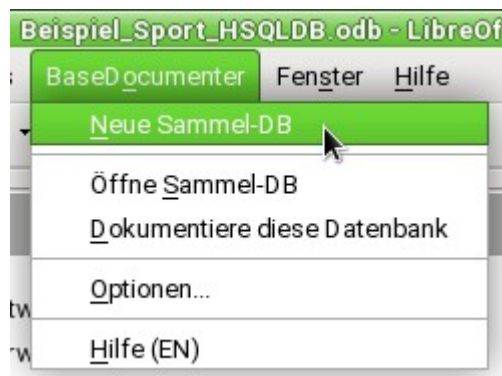 Beispiel_Sport_HSQLDB.odb - LibreOf
BaseDocumenter Fenster Hilfe
Neue Sammel-DB
Öffne Sammel-DB
Dokumentiere diese Datenbank
Optionen...
Hilfe (EN)